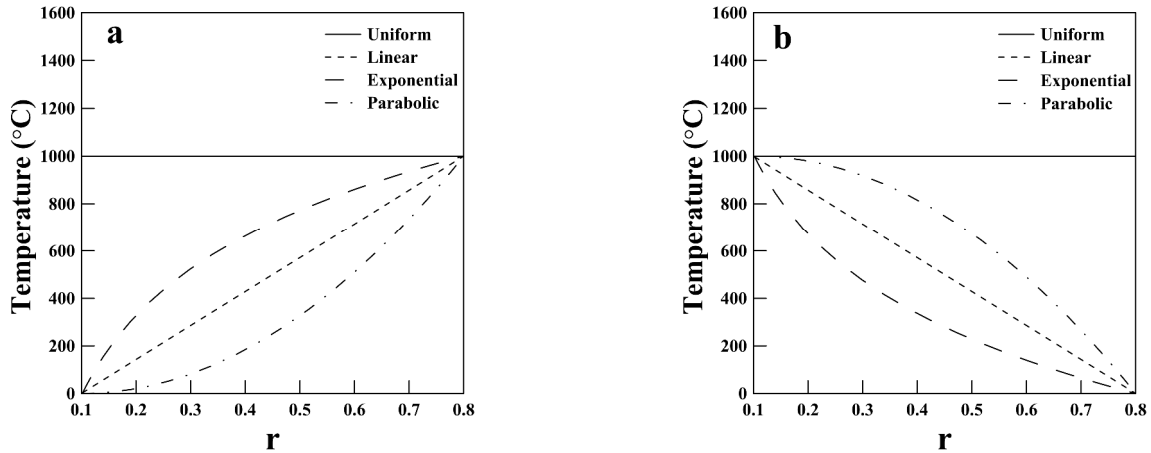 a
Temperature (°C)
1600
1400
1200
1000
800
600
400
200
0
Uniform
Linear
Exponential
Parabolic
0.1 0.2 0.3 0.4 0.5 0.6 0.7 0.8
r
b
Temperature (°C)
1600
1400
1200
1000
800
600
400
200
0
Uniform
Linear
Exponential
Parabolic
0.1 0.2 0.3 0.4 0.5 0.6 0.7 0.8
r